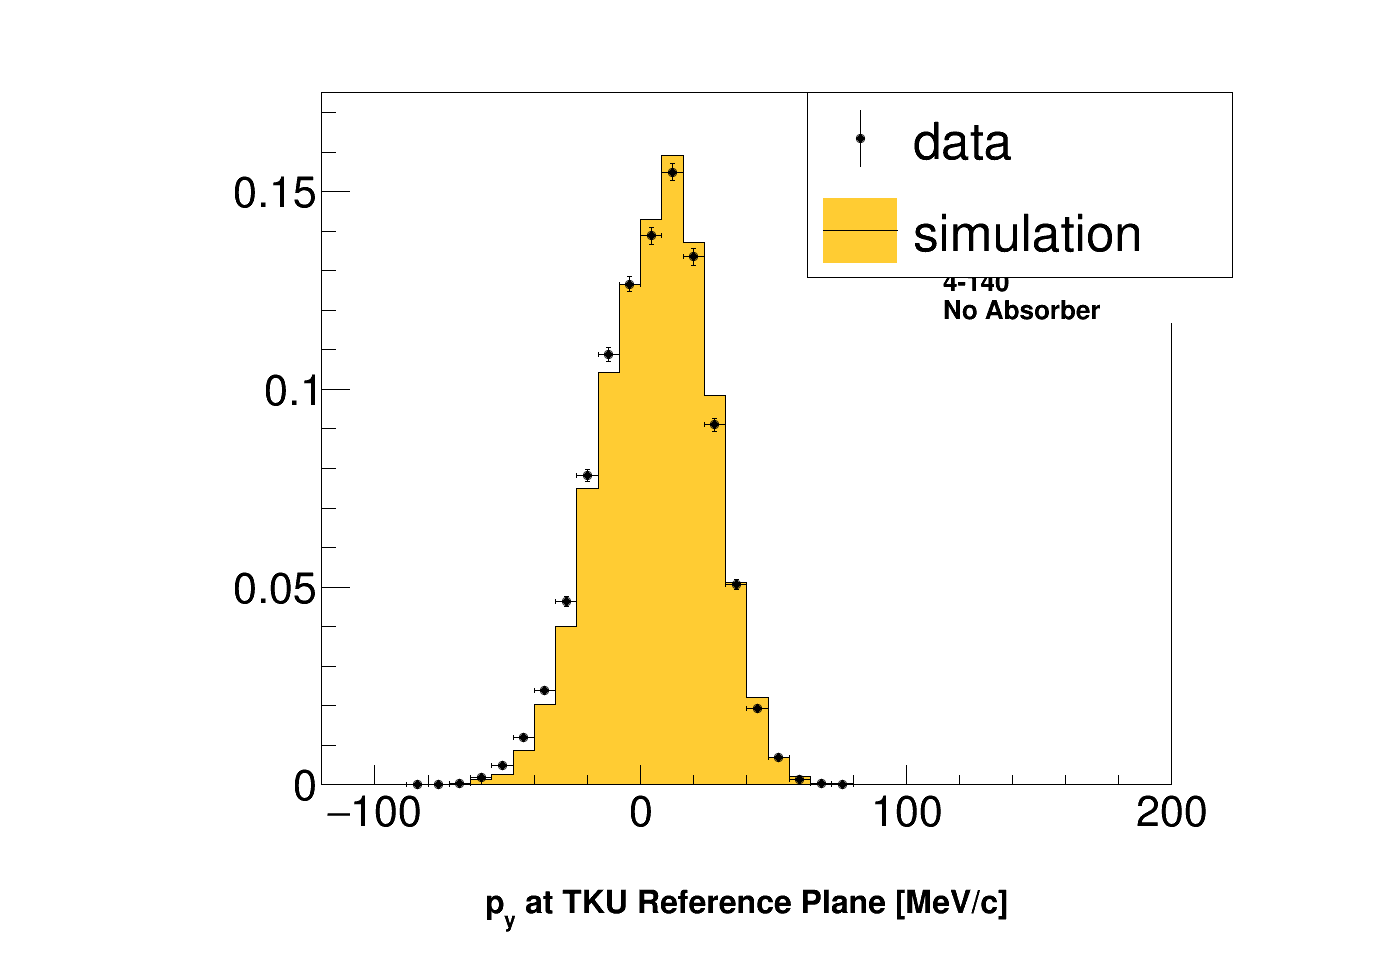 data
simulation
4-140
No Absorber
0.15
0.1
0.05
0
−100
0
100
200
py at TKU Reference Plane [MeV/c]